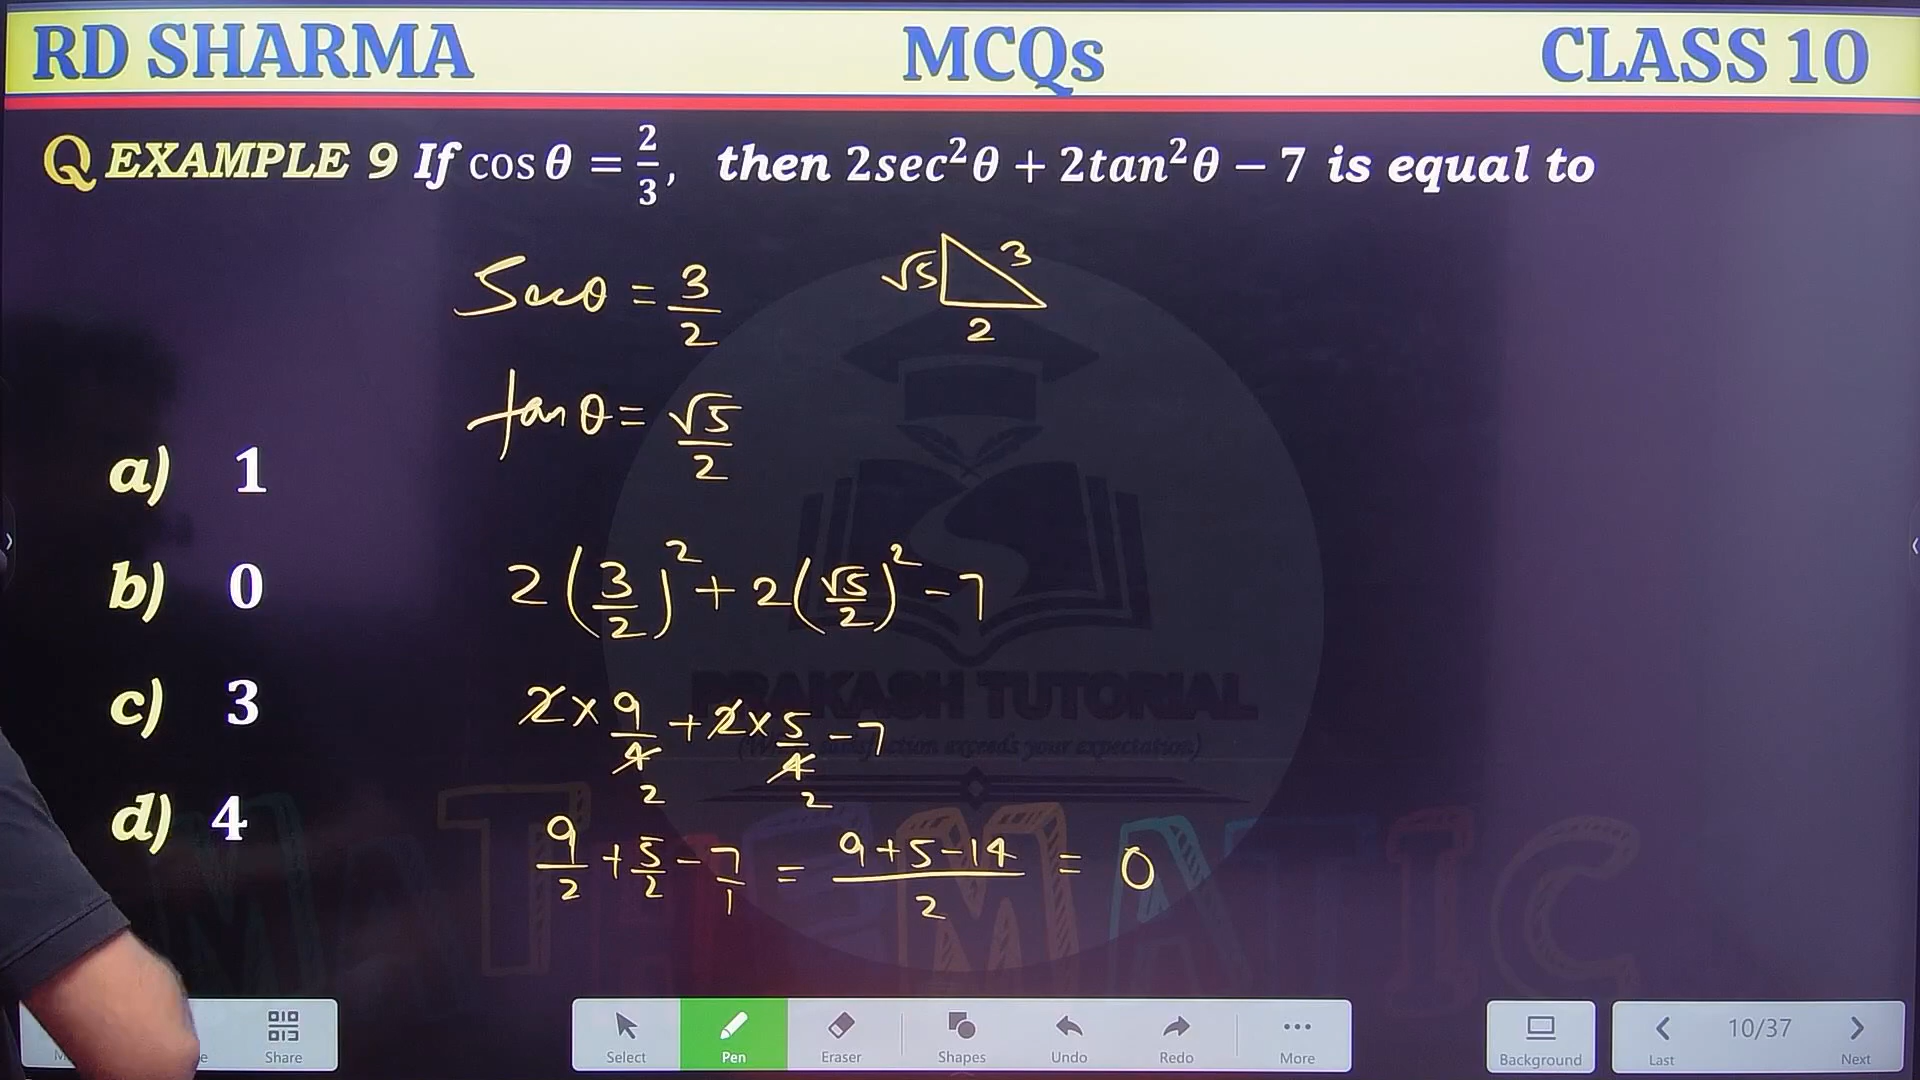 RD SHARMA MCQs CLASS 10
Q EXAMPLE 9 If cos θ = 2/3, then 2sec²θ + 2tan²θ − 7 is equal to
Secθ = 3/2
√5 3
2
tan θ = √5/2
a) 1
b) 0
2(3/2)² + 2(√5/2)² − 7
c) 3
2 × 9/4 + 2 × 5/4 − 7
2 2
d) 4
9/2 + 5/2 − 7/1 = 9+5−14/2 = 0
PRAKASH TUTORIAL
MATHEMATIC
Share
Select Pen Eraser Shapes Undo Redo More
Background
Last 10/37 Next